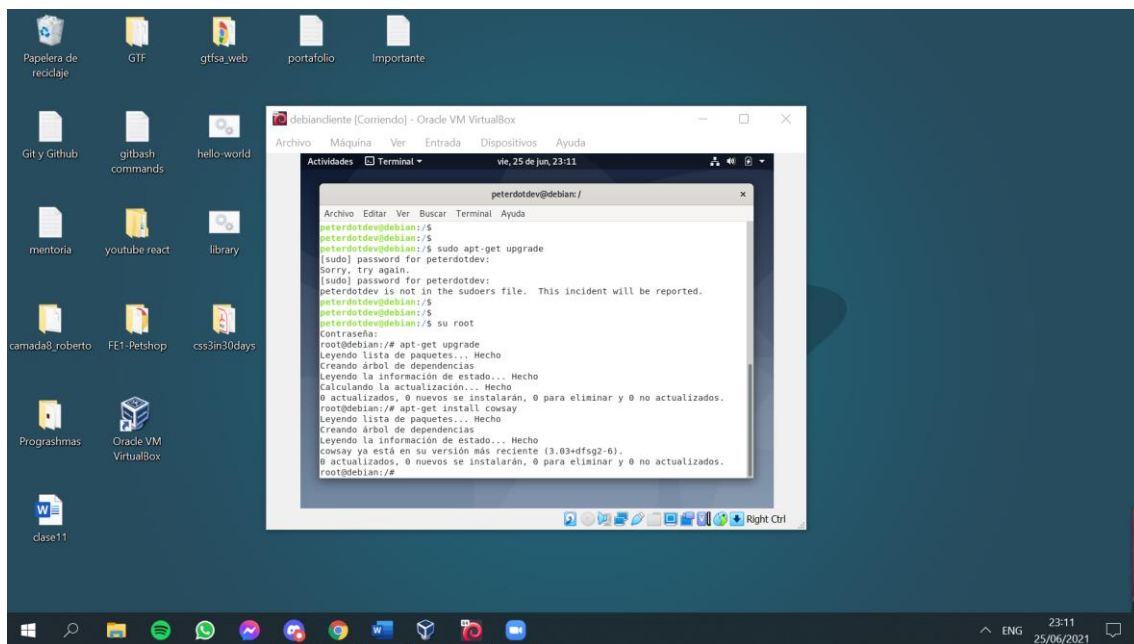 Papelera de
reciclaje
GTF
gtfsa_web
portafolio
Importante
Git y Github
gitbash
commands
hello-world
mentoria
youtube react
library
camada8_roberto
FE1-Petshop
css3in30days
Prograshmas
Oracle VM
VirtualBox
clase11
debiancliente [Corriendo] - Oracle VM VirtualBox
Archivo Máquina Ver Entrada Dispositivos Ayuda
Actividades Terminal vie, 25 de jun, 23:11
peterdotdev@debian: /
Archivo Editar Ver Buscar Terminal Ayuda
peterdotdev@debian:/$
peterdotdev@debian:/$
peterdotdev@debian:/$ sudo apt-get upgrade
[sudo] password for peterdotdev:
Sorry, try again.
[sudo] password for peterdotdev:
peterdotdev is not in the sudoers file.  This incident will be reported.
peterdotdev@debian:/$
peterdotdev@debian:/$
peterdotdev@debian:/$ su root
Contraseña:
root@debian:/# apt-get upgrade
Leyendo lista de paquetes... Hecho
Creando árbol de dependencias
Leyendo la información de estado... Hecho
Calculando la actualización... Hecho
0 actualizados, 0 nuevos se instalarán, 0 para eliminar y 0 no actualizados.
root@debian:/# apt-get install cowsay
Leyendo lista de paquetes... Hecho
Creando árbol de dependencias
Leyendo la información de estado... Hecho
cowsay ya está en su versión más reciente (3.03+dfsg2-6).
0 actualizados, 0 nuevos se instalarán, 0 para eliminar y 0 no actualizados.
root@debian:/#
Right Ctrl
ENG
23:11
25/06/2021